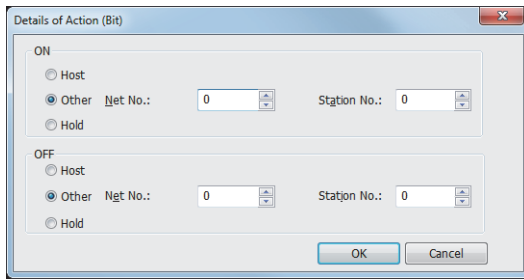 Details of Action (Bit)
ON
Host
Other Net No.: 0 Station No.: 0
Hold
OFF
Host
Other Net No.: 0 Station No.: 0
Hold
OK Cancel